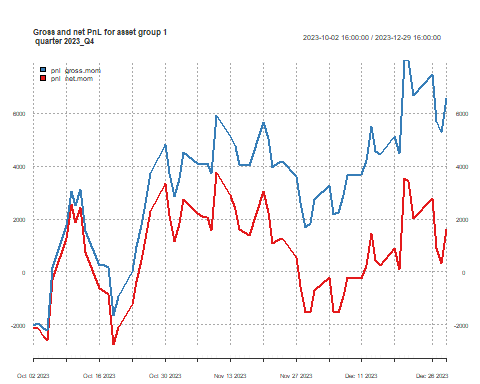 Gross and net PnL for asset group 1
quarter 2023_Q4
2023-10-02 16:00:00 / 2023-12-29 16:00:00
pnl_gross.mom
pnl_net.mom
6000 6000
4000 4000
2000 2000
0 0
-2000 -2000
Oct 02 2023 Oct 16 2023 Oct 30 2023 Nov 13 2023 Nov 27 2023 Dec 11 2023 Dec 26 2023